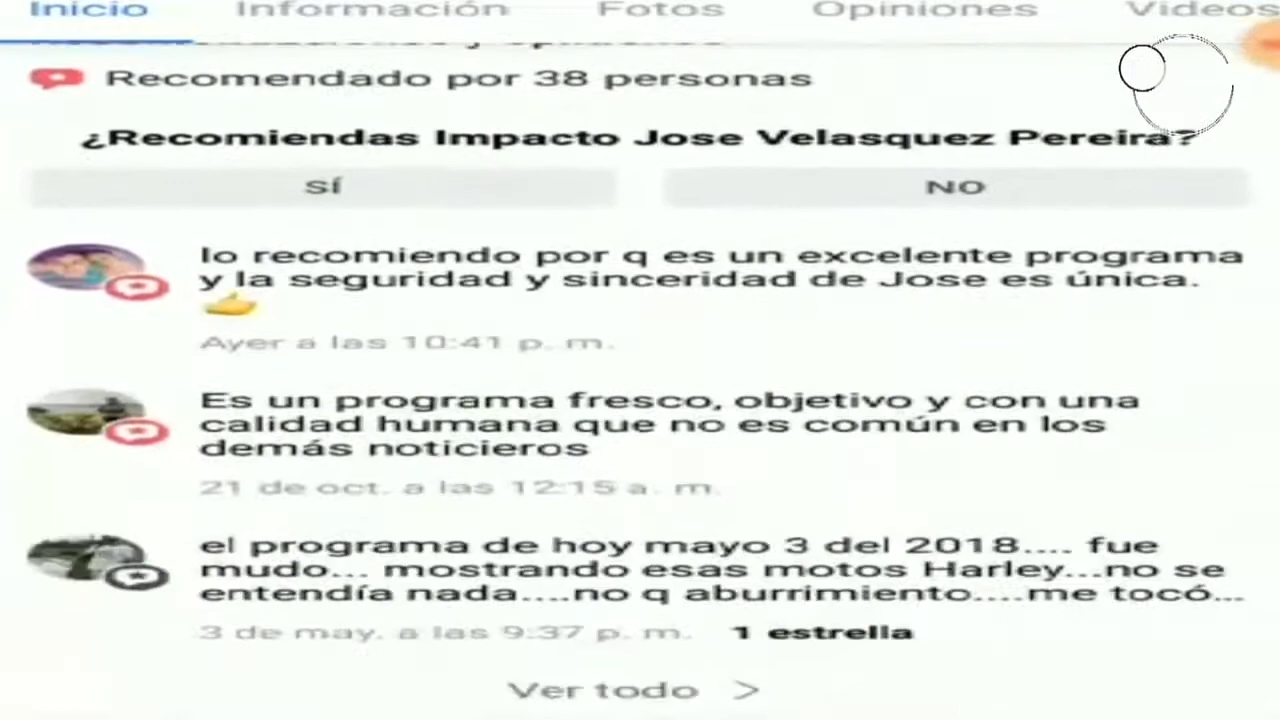 Inicio Información Fotos Opiniones Videos
Recomendado por 38 personas
¿Recomiendas Impacto Jose Velasquez Pereira?
SÍ NO
lo recomiendo por q es un excelente programa
y la seguridad y sinceridad de Jose es única.
👍
Ayer a las 10:41 p. m.
Es un programa fresco, objetivo y con una
calidad humana que no es común en los
demás noticieros
21 de oct. a las 12:15 a. m.
el programa de hoy mayo 3 del 2018.... fue
mudo... mostrando esas motos Harley...no se
entendía nada....no q aburrimiento....me tocó...
3 de may. a las 9:37 p. m. 1 estrella
Ver todo >